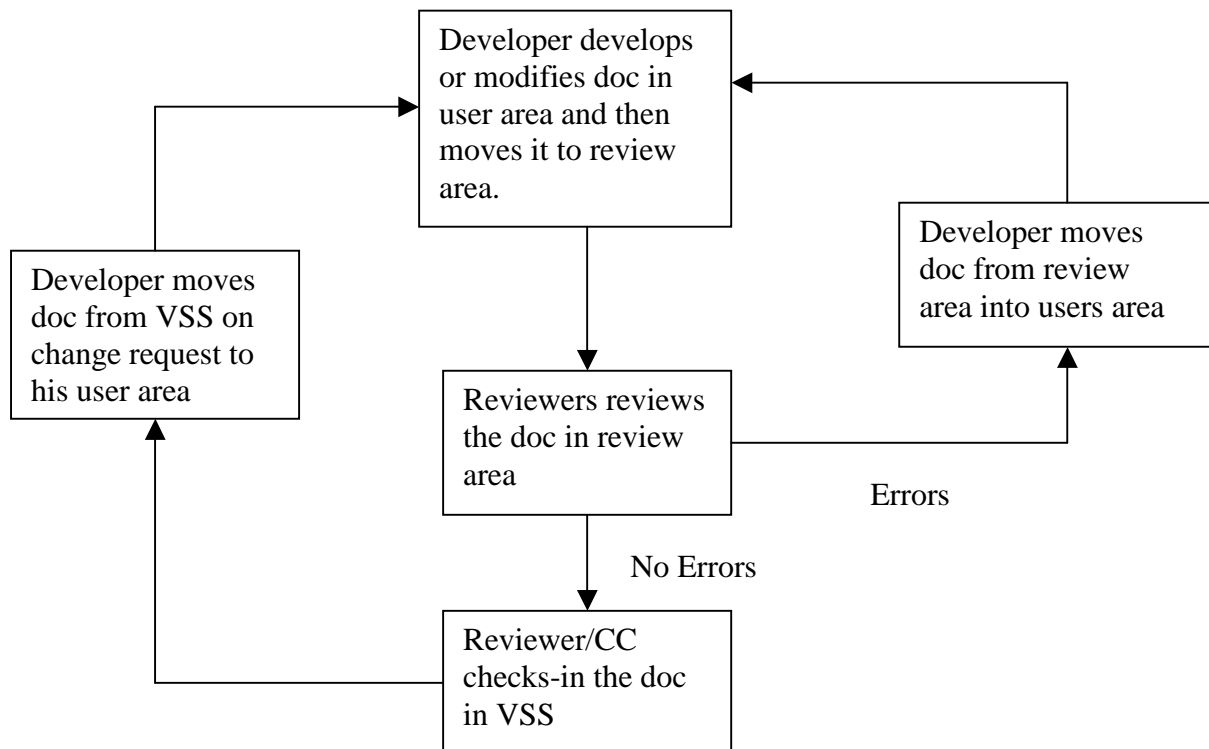 Developer develops
or modifies doc in
user area and then
moves it to review
area.
Developer moves
doc from VSS on
change request to
his user area
Developer moves
doc from review
area into users area
Reviewers reviews
the doc in review
area
Errors
No Errors
Reviewer/CC
checks-in the doc
in VSS